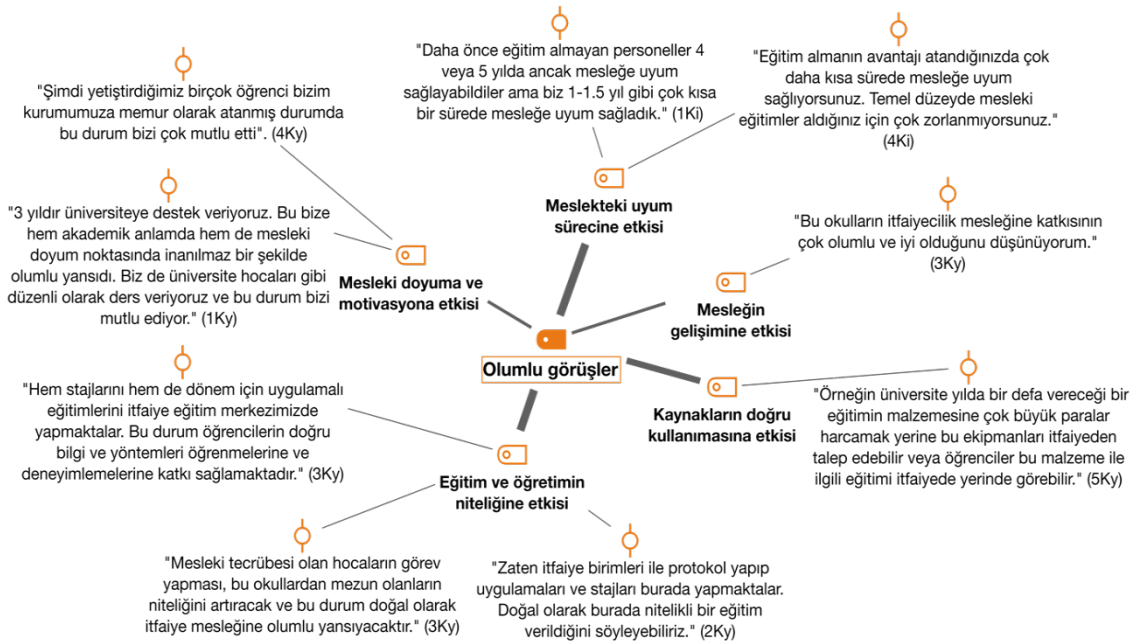 "Daha önce eğitim almayan personeller 4
veya 5 yılda ancak mesleğe uyum
sağlayabildiler ama biz 1-1.5 yıl gibi çok kısa
bir sürede mesleğe uyum sağladık." (1Ki)
"Eğitim almanın avantajı atandığınızda çok
daha kısa sürede mesleğe uyum
sağlıyorsunuz. Temel düzeyde mesleki
eğitimler aldığınız için çok zorlanmıyorsunuz."
(4Ki)
"Şimdi yetiştirdiğimiz birçok öğrenci bizim
kurumumuza memur olarak atanmış durumda
bu durum bizi çok mutlu etti". (4Ky)
Meslekteki uyum
sürecine etkisi
"3 yıldır üniversiteye destek veriyoruz. Bu bize
hem akademik anlamda hem de mesleki
doyum noktasında inanılmaz bir şekilde
olumlu yansıdı. Biz de üniversite hocaları gibi
düzenli olarak ders veriyoruz ve bu durum bizi
mutlu ediyor." (1Ky)
Mesleki doyuma ve
motivasyona etkisi
"Bu okulların itfaiyecilik mesleğine katkısının
çok olumlu ve iyi olduğunu düşünüyorum."
(3Ky)
Mesleğin
gelişimine etkisi
Olumlu görüşler
"Hem stajlarını hem de dönem için uygulamalı
eğitimlerini itfaiye eğitim merkezimizde
yapmaktalar. Bu durum öğrencilerin doğru
bilgi ve yöntemleri öğrenmelerine ve
deneyimlemelerine katkı sağlamaktadır." (3Ky)
Kaynakların doğru
kullanımasına etkisi
"Örneğin üniversite yılda bir defa vereceği bir
eğitimin malzemesine çok büyük paralar
harcamak yerine bu ekipmanları itfaiyeden
talep edebilir veya öğrenciler bu malzeme ile
ilgili eğitimi itfaiyede yerinde görebilir." (5Ky)
Eğitim ve öğretimin
niteliğine etkisi
"Mesleki tecrübesi olan hocaların görev
yapması, bu okullardan mezun olanların
niteliğini artıracak ve bu durum doğal olarak
itfaiye mesleğine olumlu yansıyacaktır." (3Ky)
"Zaten itfaiye birimleri ile protokol yapıp
uygulamaları ve stajları burada yapmaktalar.
Doğal olarak burada nitelikli bir eğitim
verildiğini söyleyebiliriz." (2Ky)